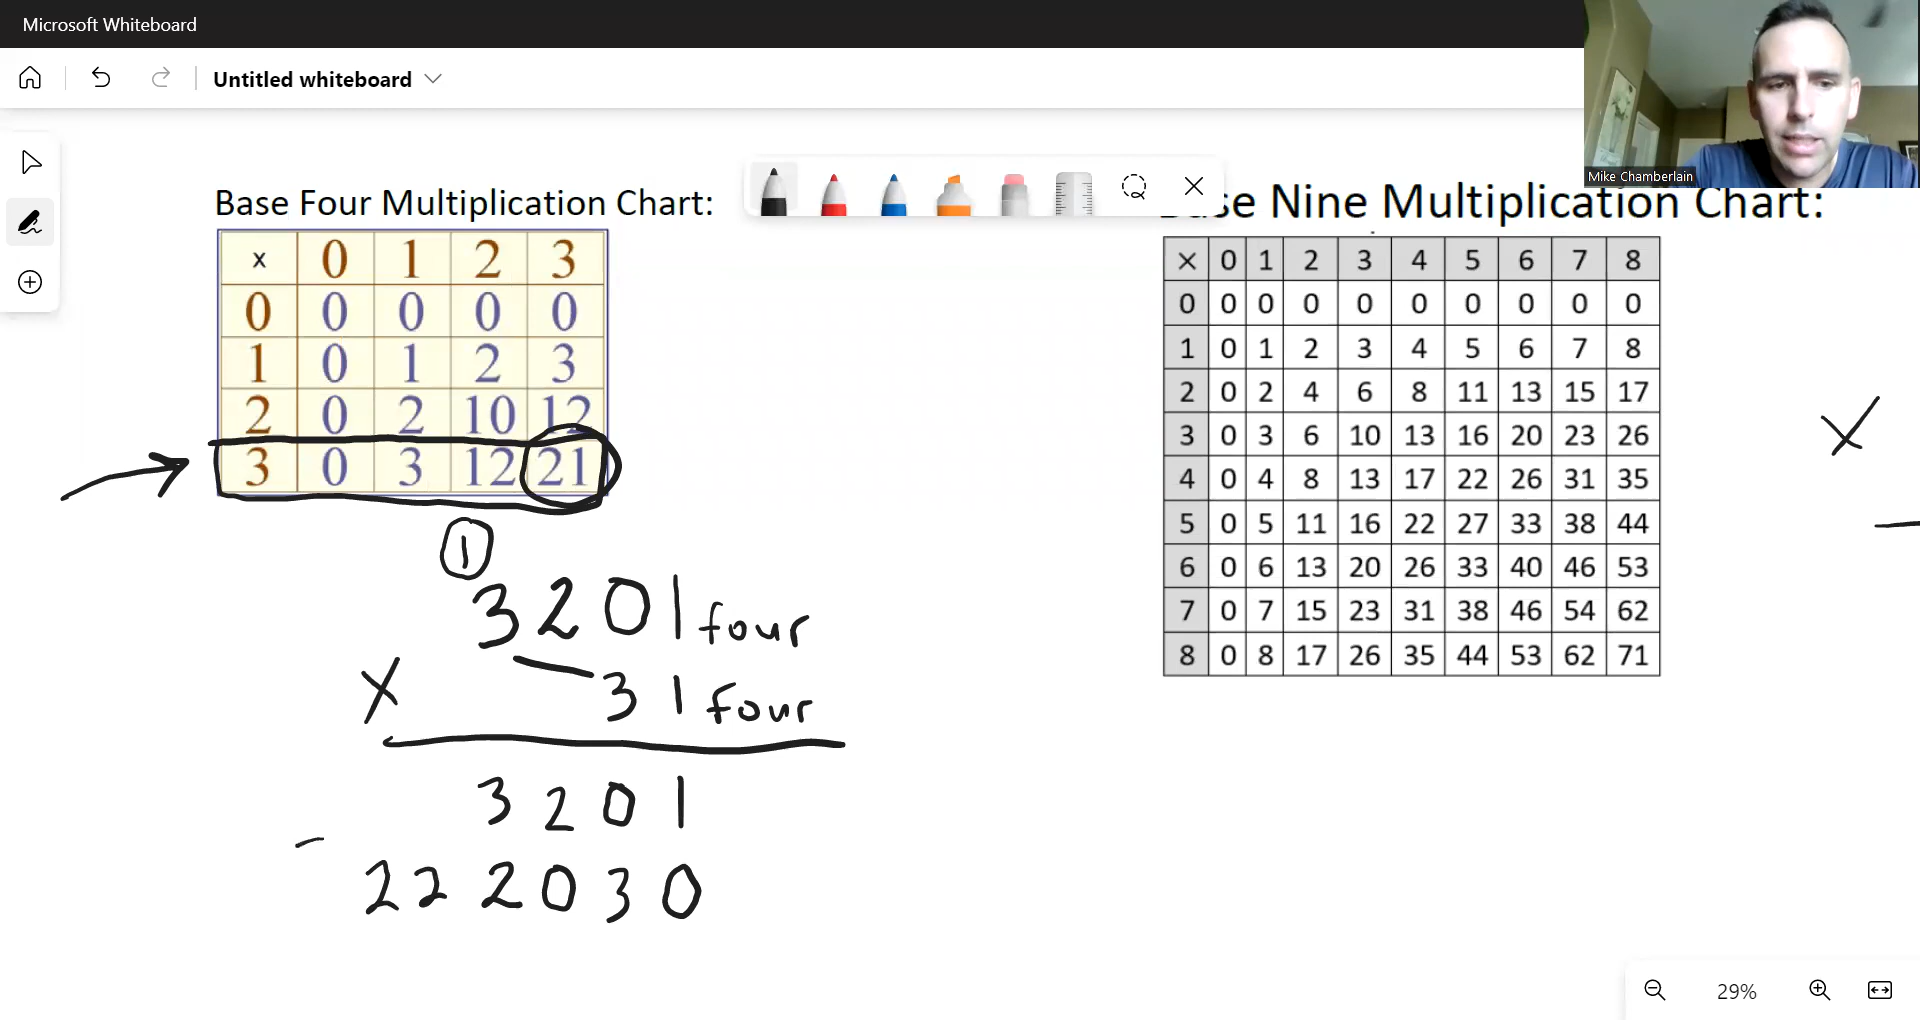 Microsoft Whiteboard
Untitled whiteboard
Mike Chamberlain
Base Four Multiplication Chart:
x 0 1 2 3
0 0 0 0 0
1 0 1 2 3
2 0 2 10 12
3 0 3 12 21
1
3201 four
X 31 four
3201
222030
se Nine Multiplication Chart:
× 0 1 2 3 4 5 6 7 8
0 0 0 0 0 0 0 0 0 0
1 0 1 2 3 4 5 6 7 8
2 0 2 4 6 8 11 13 15 17
3 0 3 6 10 13 16 20 23 26
4 0 4 8 13 17 22 26 31 35
5 0 5 11 16 22 27 33 38 44
6 0 6 13 20 26 33 40 46 53
7 0 7 15 23 31 38 46 54 62
8 0 8 17 26 35 44 53 62 71
X
29%